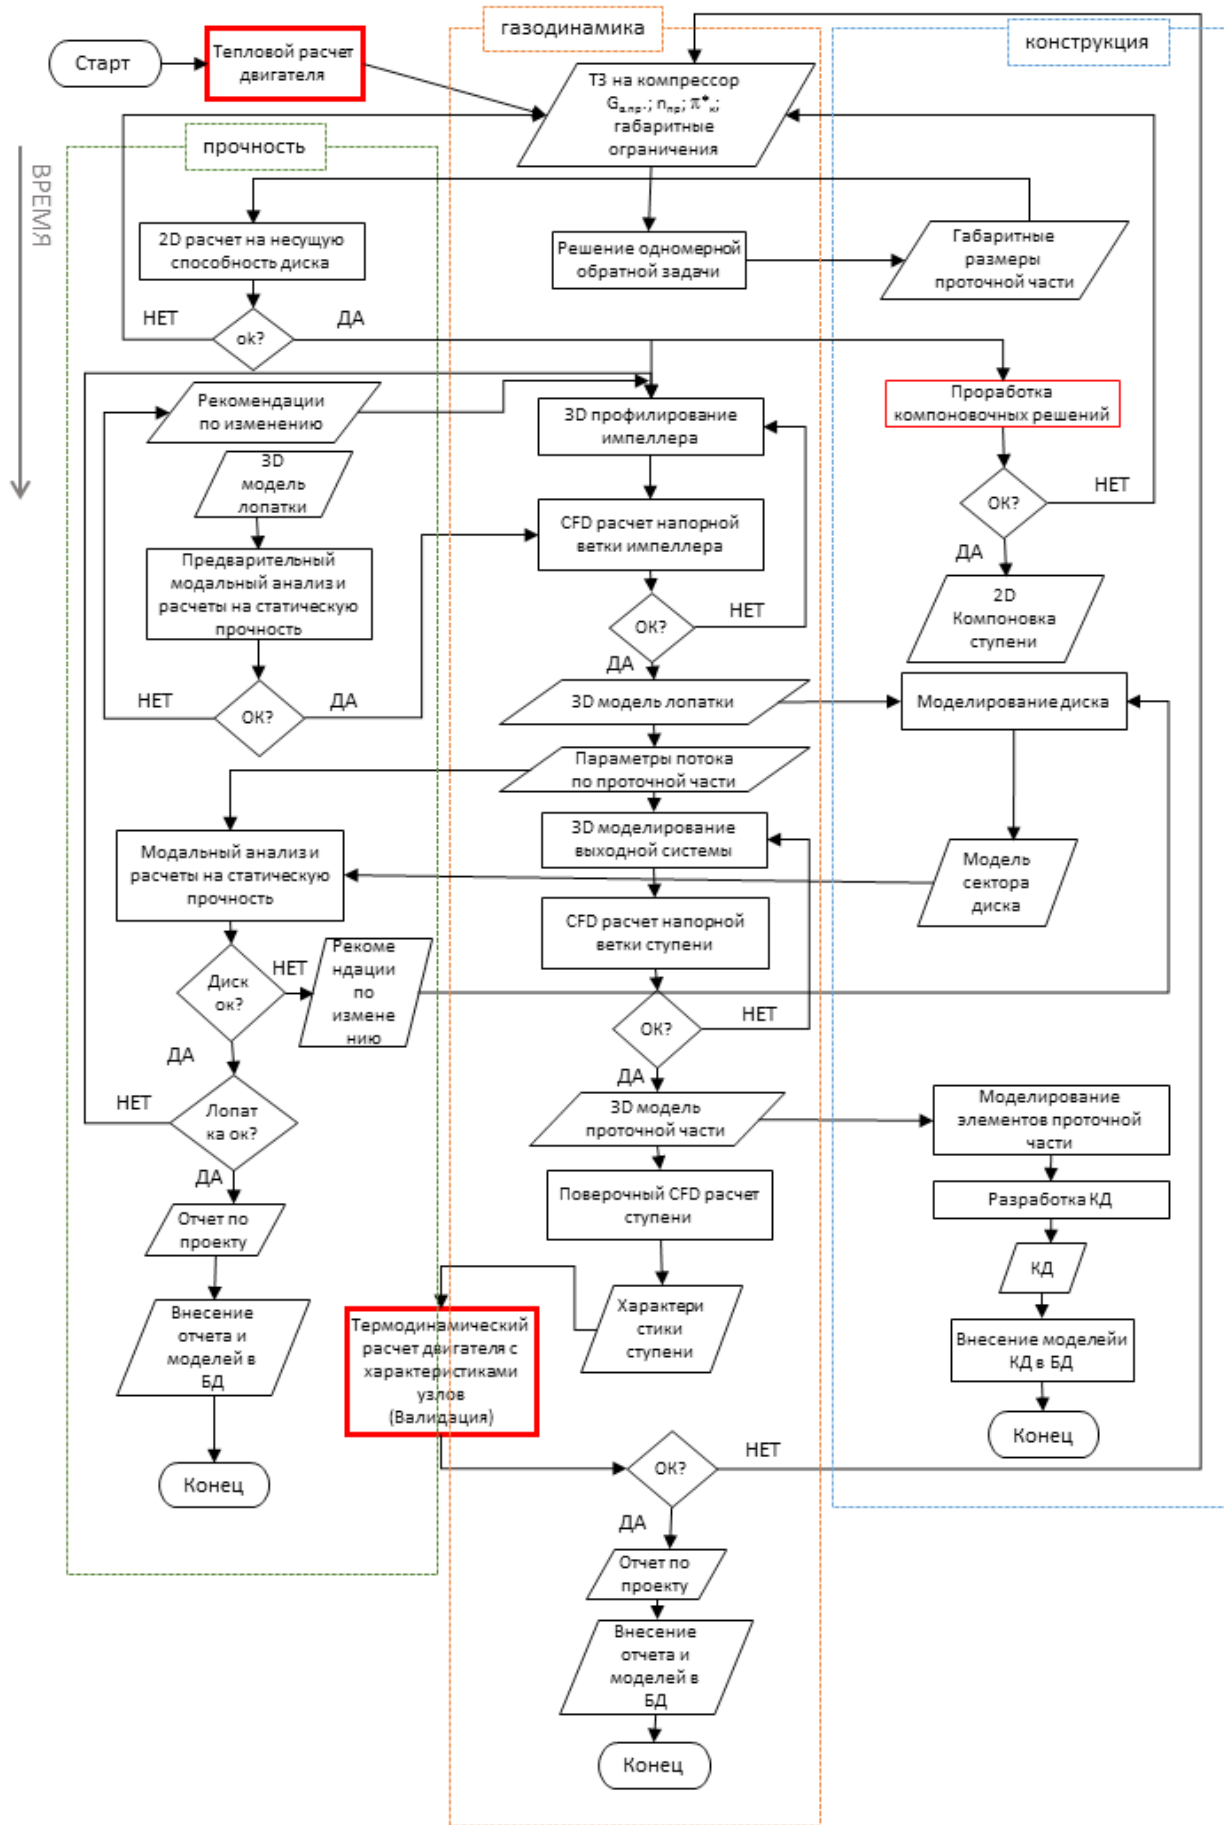 газодинамика
конструкция
Старт
Тепловой расчет
двигателя
ТЗ на компрессор
Gв.пр.; nпр; π*к;
габаритные
ограничения
прочность
ВРЕМЯ
2D расчет на несущую
способность диска
Решение одномерной
обратной задачи
Габаритные
размеры
проточной части
НЕТ
ok?
ДА
Рекомендации
по изменению
3D профилирование
импеллера
Проработка
компоновочных решений
3D
модель
лопатки
ОК?
НЕТ
ДА
CFD расчет напорной
ветки импеллера
Предварительный
модальный анализ и
расчеты на статическую
прочность
2D
Компоновка
ступени
ОК?
НЕТ
ДА
НЕТ
ОК?
ДА
3D модель лопатки
Моделирование диска
Параметры потока
по проточной части
3D моделирование
выходной системы
Модальный анализ и
расчеты на статическую
прочность
Модель
сектора
диска
CFD расчет напорной
ветки ступени
Диск
ок?
НЕТ
Рекоме
ндации
по
измене
нию
ОК?
НЕТ
ДА
ДА
НЕТ
Лопат
ка ок?
ДА
3D модель
проточной части
Моделирование
элементов проточной
части
Поверочный CFD расчет
ступени
Разработка КД
Отчет по
проекту
КД
Внесение
отчета и
моделей в
БД
Термодинамический
расчет двигателя с
характеристиками
узлов
(Валидация)
Характери
стики
ступени
Внесение моделейи
КД в БД
Конец
Конец
ОК?
НЕТ
ДА
Отчет по
проекту
Внесение
отчета и
моделей в
БД
Конец